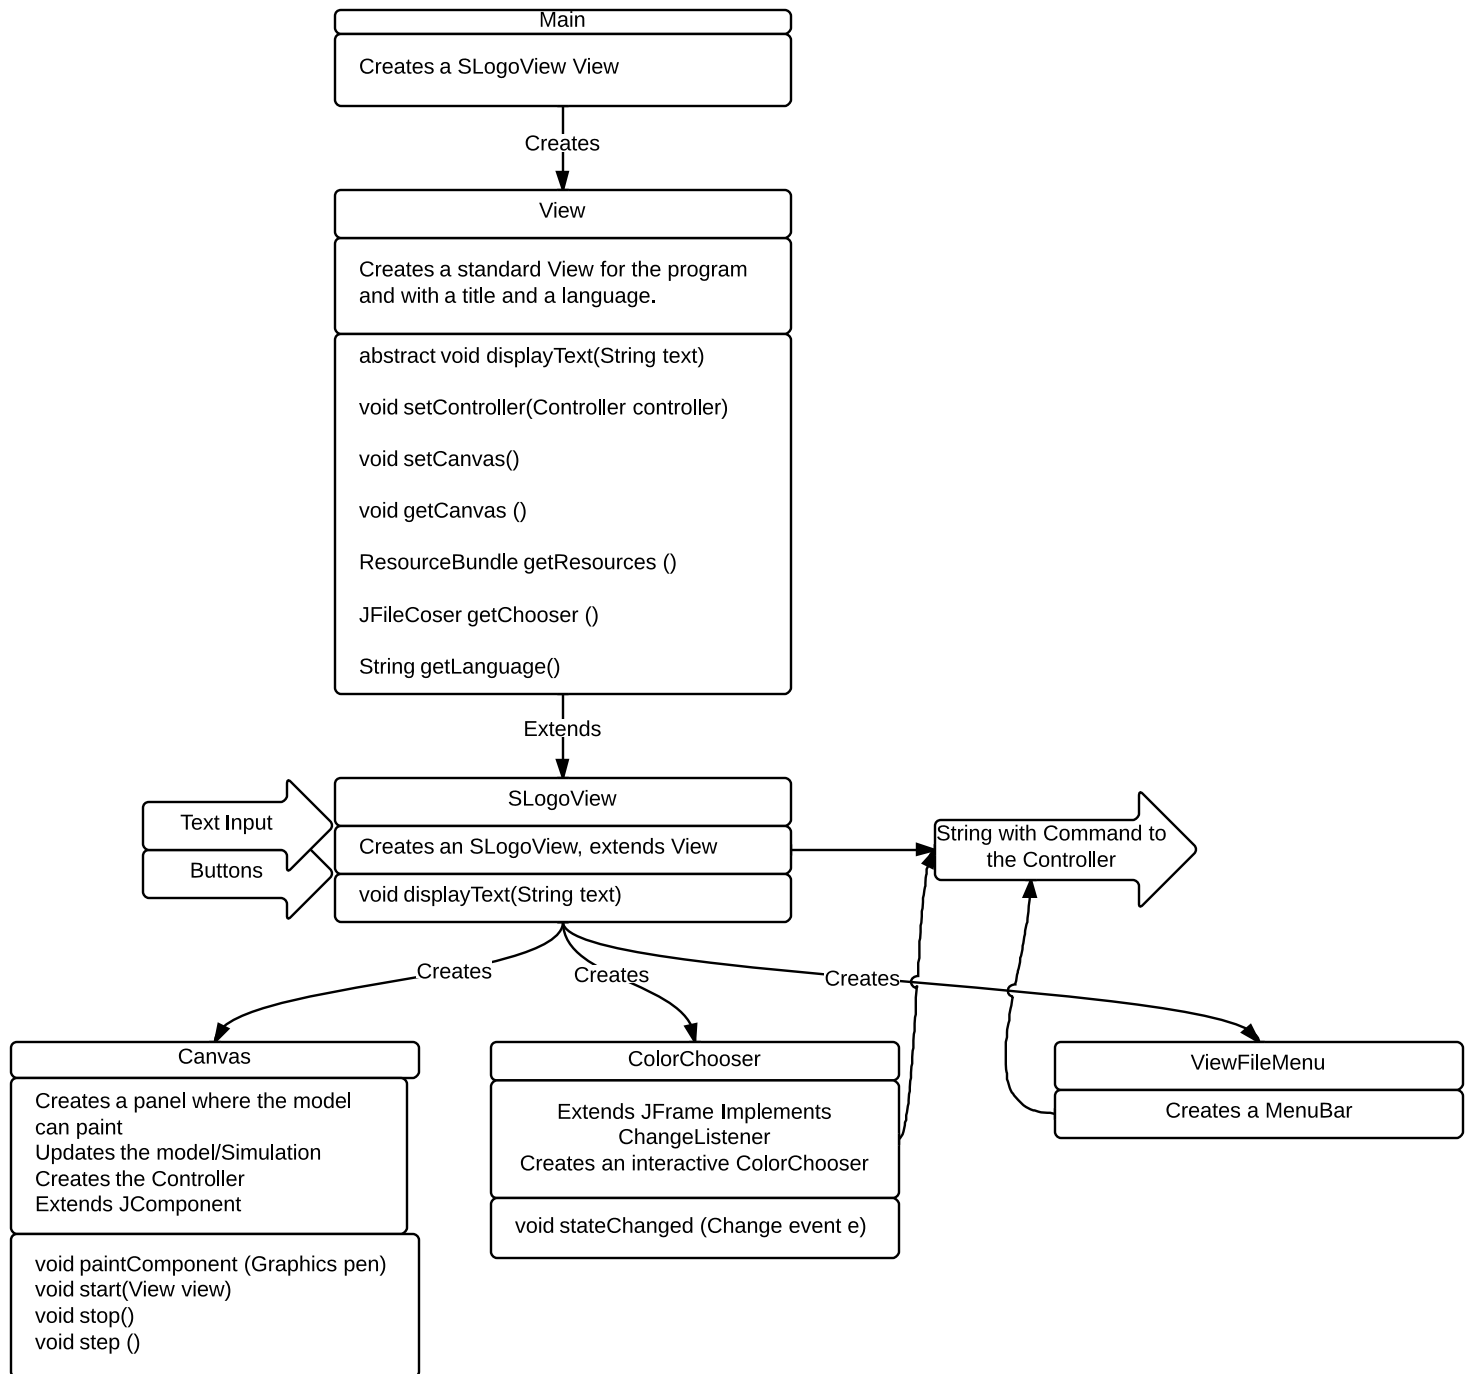 Main
Creates a SLogoView View
Creates
View
Creates a standard View for the program
and with a title and a language.
abstract void displayText(String text)
void setController(Controller controller)
void setCanvas()
void getCanvas ()
ResourceBundle getResources ()
JFileCoser getChooser ()
String getLanguage()
Extends
SLogoView
Text Input
Creates an SLogoView, extends View
Buttons
void displayText(String text)
String with Command to
the Controller
Creates
Creates
Creates
Canvas
Creates a panel where the model
can paint
Updates the model/Simulation
Creates the Controller
Extends JComponent
void paintComponent (Graphics pen)
void start(View view)
void stop()
void step ()
ColorChooser
Extends JFrame Implements
ChangeListener
Creates an interactive ColorChooser
void stateChanged (Change event e)
ViewFileMenu
Creates a MenuBar